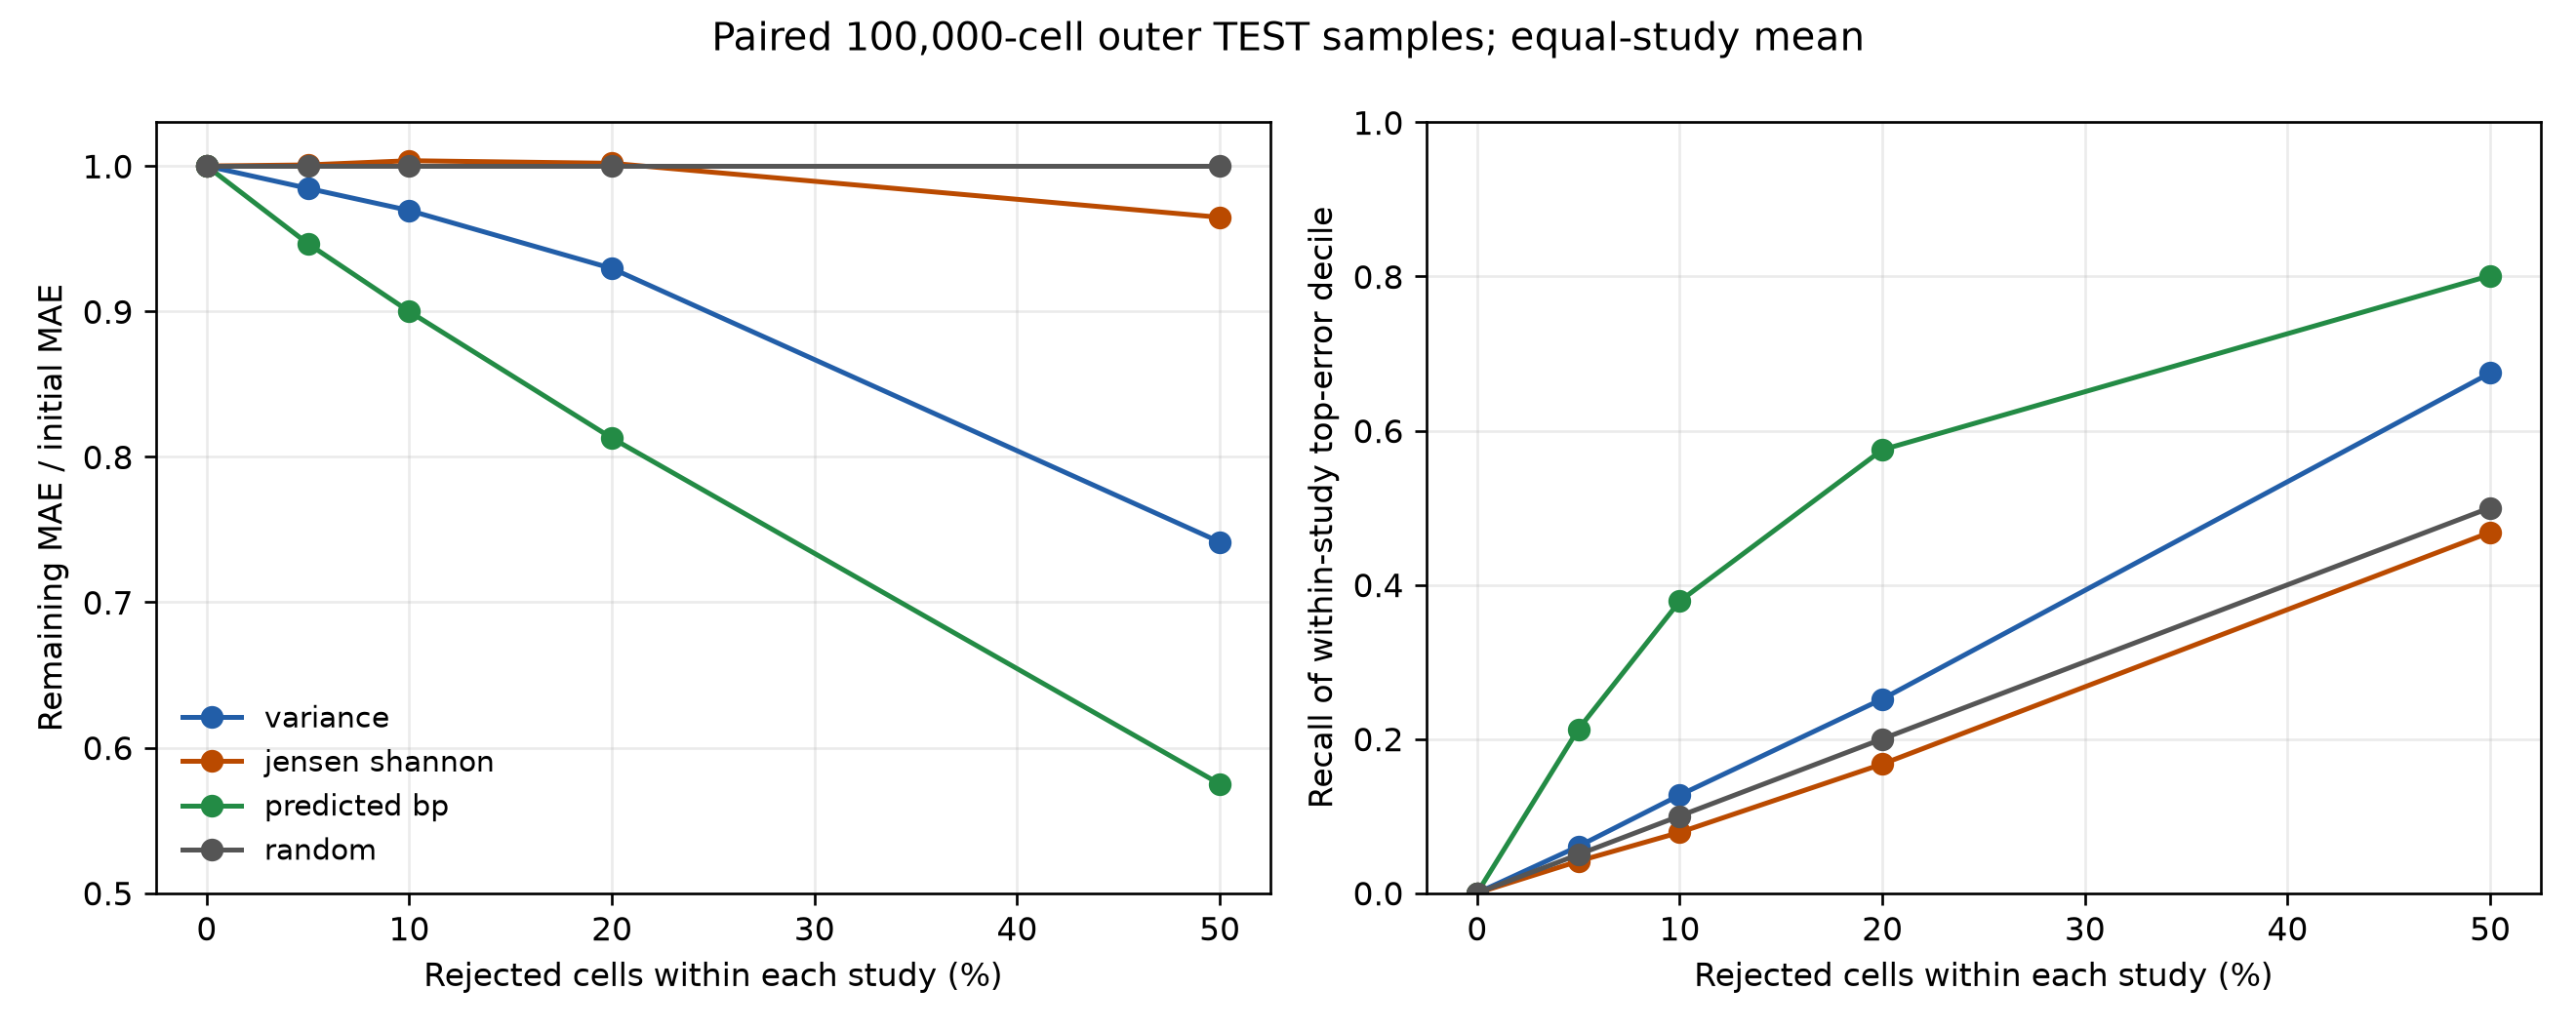 Paired 100,000-cell outer TEST samples; equal-study mean
Remaining MAE / initial MAE
1.0
0.9
0.8
0.7
0.6
0.5
variance
jensen shannon
predicted bp
random
0 10 20 30 40 50
Rejected cells within each study (%)
Recall of within-study top-error decile
1.0
0.8
0.6
0.4
0.2
0.0
0 10 20 30 40 50
Rejected cells within each study (%)